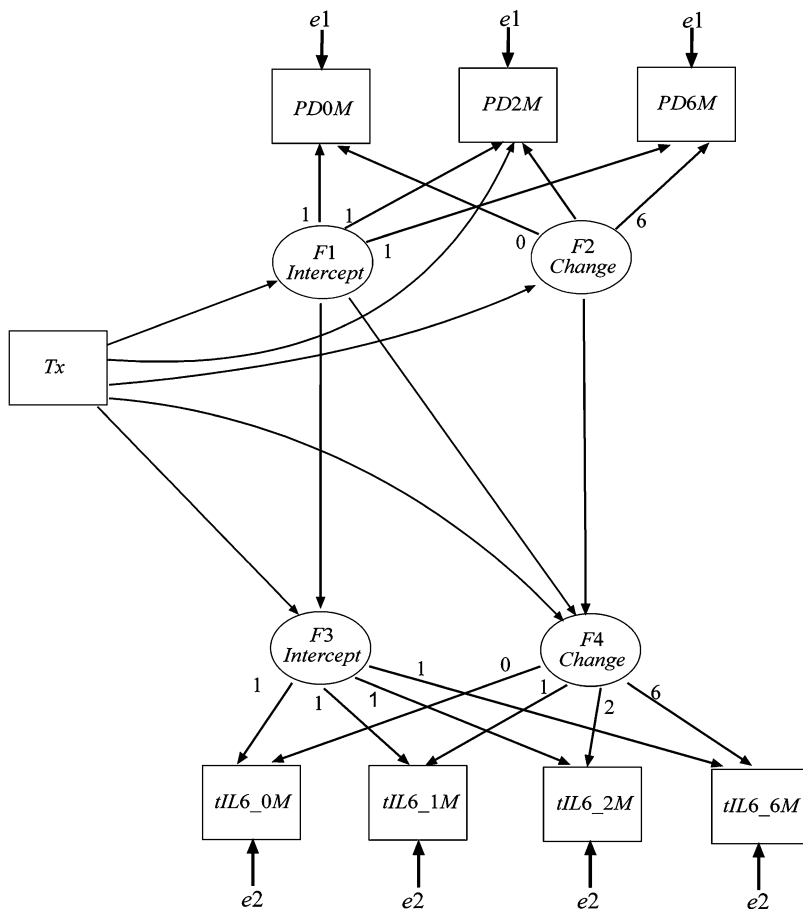 e1
e1
e1
PD0M
PD2M
PD6M
1
1
1
0
6
F1
Intercept
F2
Change
Tx
F3
Intercept
F4
Change
1
1
1
1
0
1
2
6
tIL6_0M
tIL6_1M
tIL6_2M
tIL6_6M
e2
e2
e2
e2